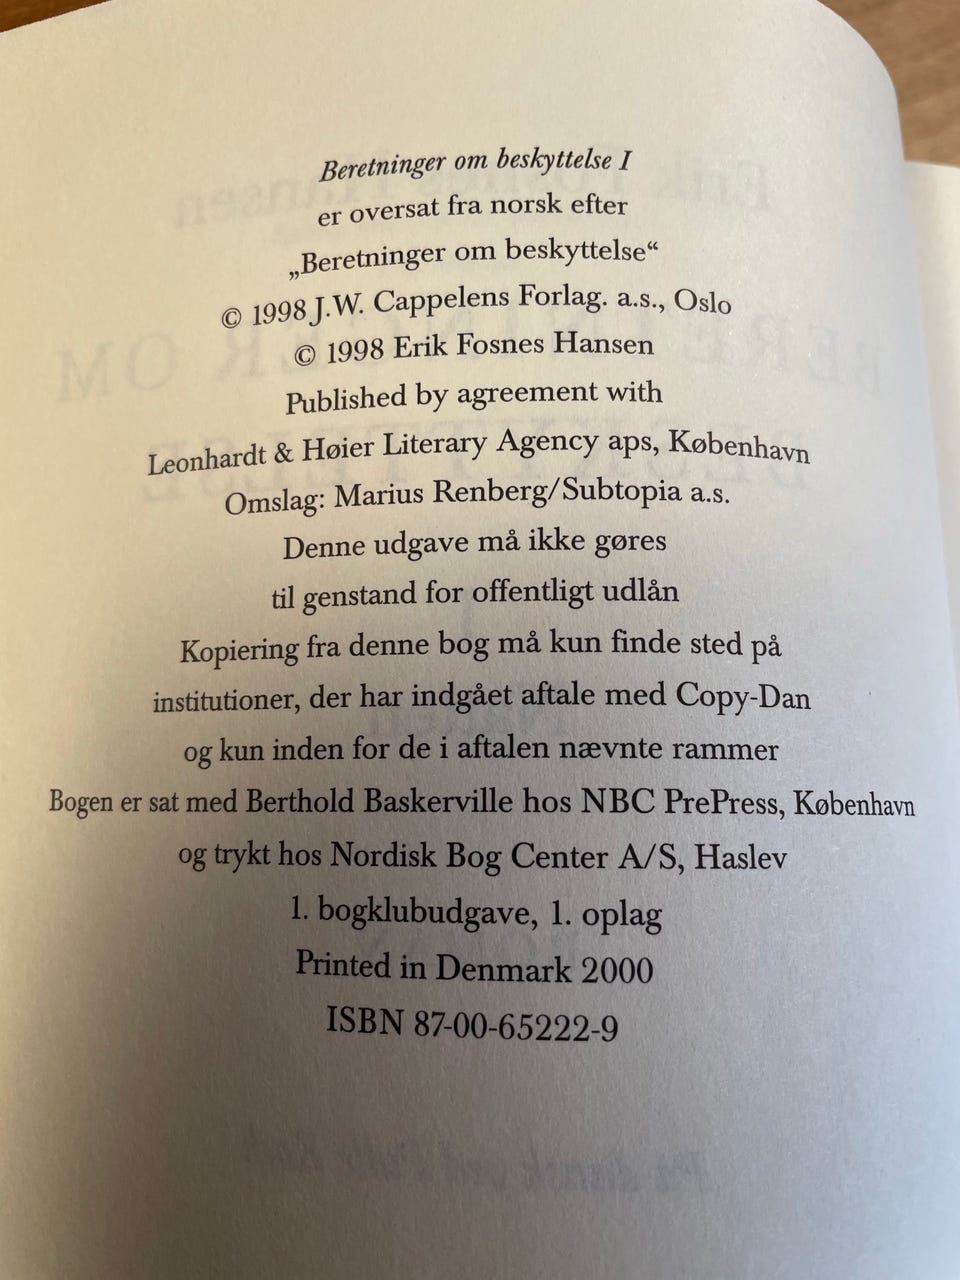 Beretninger om beskyttelse I
er oversat fra norsk efter
„Beretninger om beskyttelse“
© 1998 J.W. Cappelens Forlag. a.s., Oslo
© 1998 Erik Fosnes Hansen
Published by agreement with
Leonhardt & Høier Literary Agency aps, København
Omslag: Marius Renberg/Subtopia a.s.
Denne udgave må ikke gøres
til genstand for offentligt udlån
Kopiering fra denne bog må kun finde sted på
institutioner, der har indgået aftale med Copy-Dan
og kun inden for de i aftalen nævnte rammer
Bogen er sat med Berthold Baskerville hos NBC PrePress, København
og trykt hos Nordisk Bog Center A/S, Haslev
1. bogklubudgave, 1. oplag
Printed in Denmark 2000
ISBN 87-00-65222-9